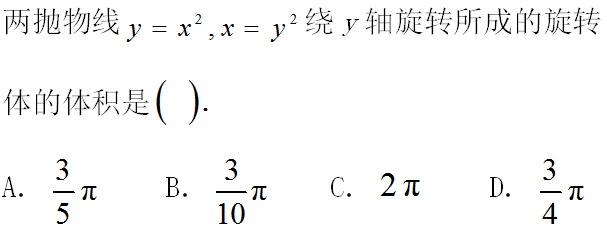 两抛物线 y = x², x = y² 绕 y 轴旋转所成的旋转
体的体积是( ).
A. 3/5 π B. 3/10 π C. 2π D. 3/4 π